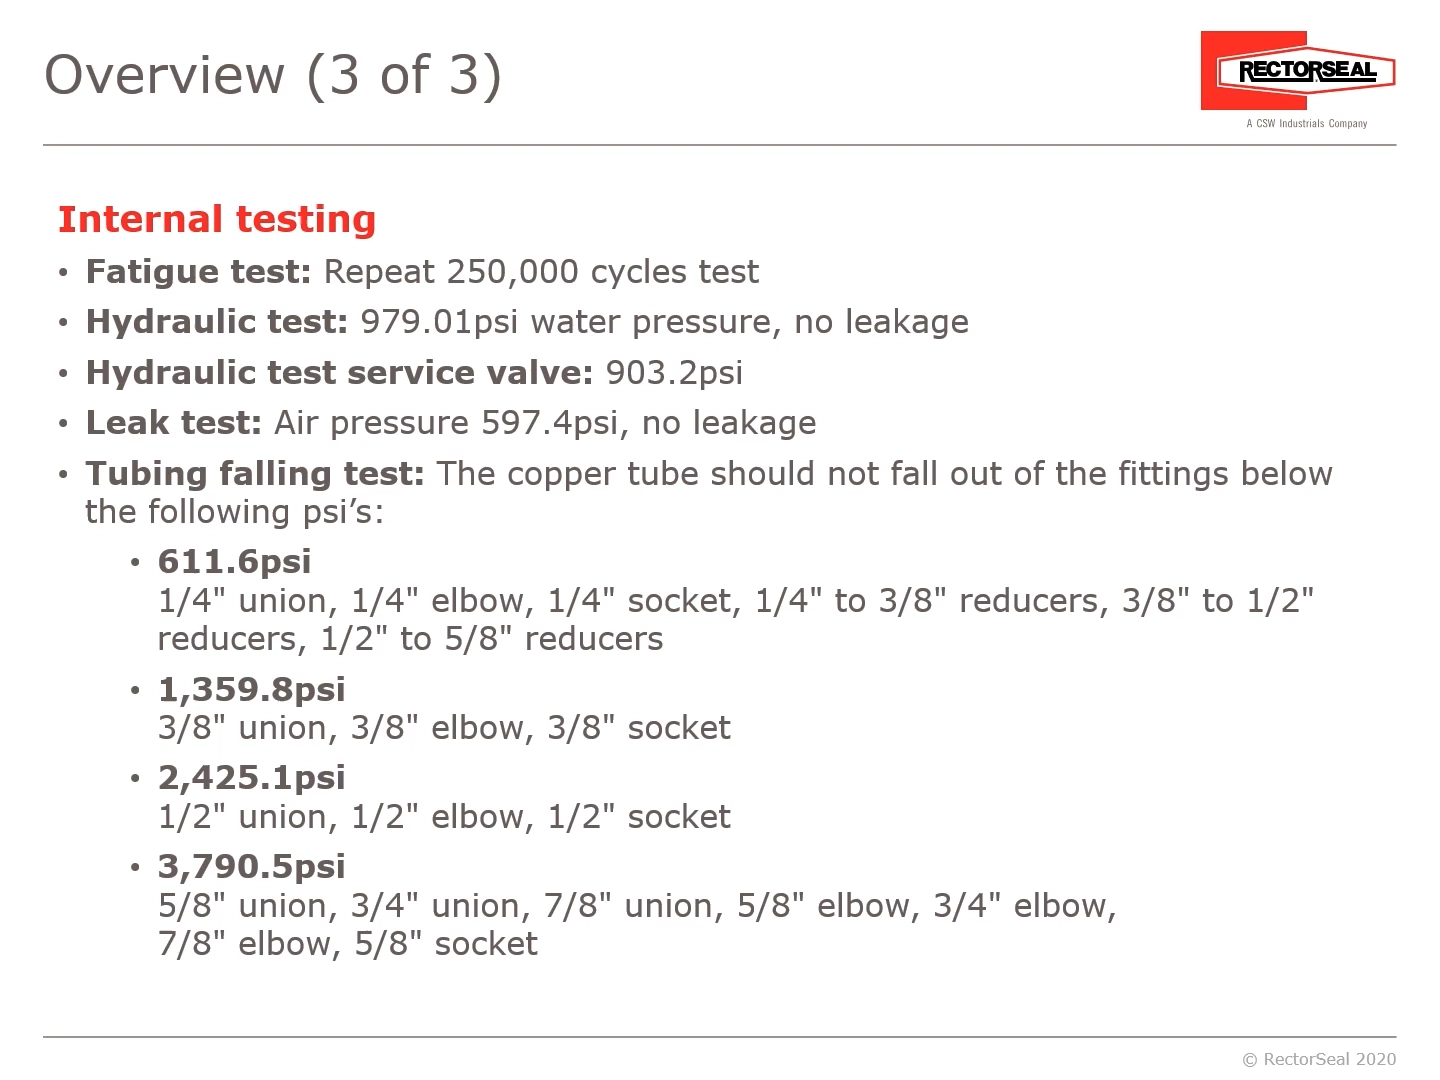 Overview (3 of 3)
RECTORSEAL
A CSW Industrials Company
Internal testing
• Fatigue test: Repeat 250,000 cycles test
• Hydraulic test: 979.01psi water pressure, no leakage
• Hydraulic test service valve: 903.2psi
• Leak test: Air pressure 597.4psi, no leakage
• Tubing falling test: The copper tube should not fall out of the fittings below
the following psi’s:
• 611.6psi
1/4" union, 1/4" elbow, 1/4" socket, 1/4" to 3/8" reducers, 3/8" to 1/2"
reducers, 1/2" to 5/8" reducers
• 1,359.8psi
3/8" union, 3/8" elbow, 3/8" socket
• 2,425.1psi
1/2" union, 1/2" elbow, 1/2" socket
• 3,790.5psi
5/8" union, 3/4" union, 7/8" union, 5/8" elbow, 3/4" elbow,
7/8" elbow, 5/8" socket
© RectorSeal 2020